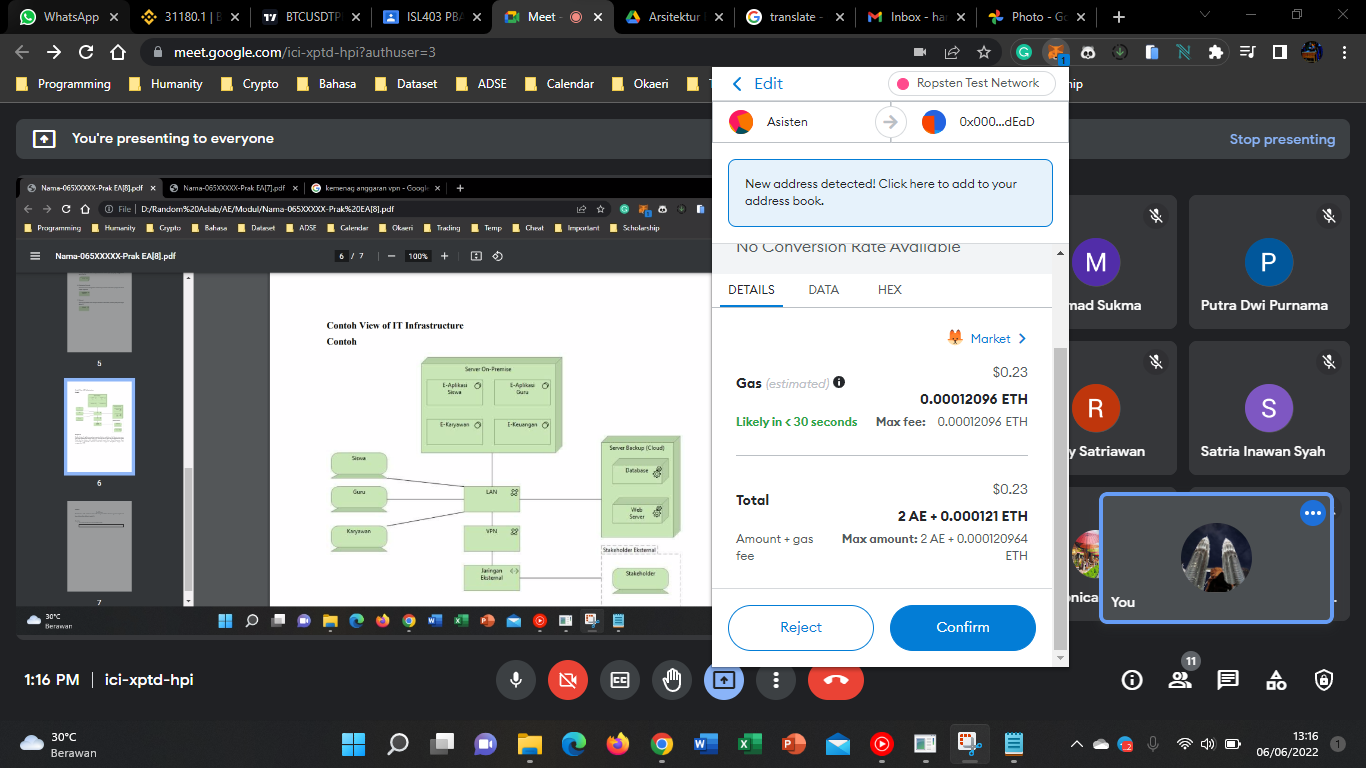 WhatsApp
31180.1 | B
BTCUSDTP
ISL403 PBA
Meet -
Arsitektur
translate -
Inbox - ha
Photo - Go
meet.google.com/ici-xptd-hpi?authuser=3
Programming
Humanity
Crypto
Bahasa
Dataset
ADSE
Calendar
Okaeri
You're presenting to everyone
Stop presenting
Nama-065XXXXX-Prak EA[8].pdf
Nama-065XXXXX-Prak EA[7].pdf
kemenag anggaran vpn - Google
File | D:/Random%20Aslab/AE/Modul/Nama-065XXXXX-Prak%20EA[8].pdf
Programming
Humanity
Crypto
Bahasa
Dataset
ADSE
Calendar
Okaeri
Trading
Temp
Cheat
Important
Scholarship
Nama-065XXXXX-Prak EA[8].pdf
6 / 7
100%
5
6
7
Contoh View of IT Infrastructure
Contoh
Server On-Premise
E-Aplikasi
Siswa
E-Aplikasi
Guru
E-Karyawan
E-Keuangan
Siswa
Guru
Karyawan
LAN
VPN
Jaringan
Eksternal
Server Backup (Cloud)
Database
Web
Server
Stakeholder Eksternal
Stakeholder
30°C
Berawan
Edit
Ropsten Test Network
Asisten
0x000...dEaD
New address detected! Click here to add to your
address book.
No Conversion Rate Available
DETAILS
DATA
HEX
Market
$0.23
Gas (estimated)
0.00012096 ETH
Likely in < 30 seconds
Max fee: 0.00012096 ETH
$0.23
Total
2 AE + 0.000121 ETH
Amount + gas
fee
Max amount: 2 AE + 0.000120964
ETH
Reject
Confirm
M
mad Sukma
P
Putra Dwi Purnama
R
y Satriawan
S
Satria Inawan Syah
onica
You
1:16 PM | ici-xptd-hpi
11
30°C
Berawan
13:16
06/06/2022
1